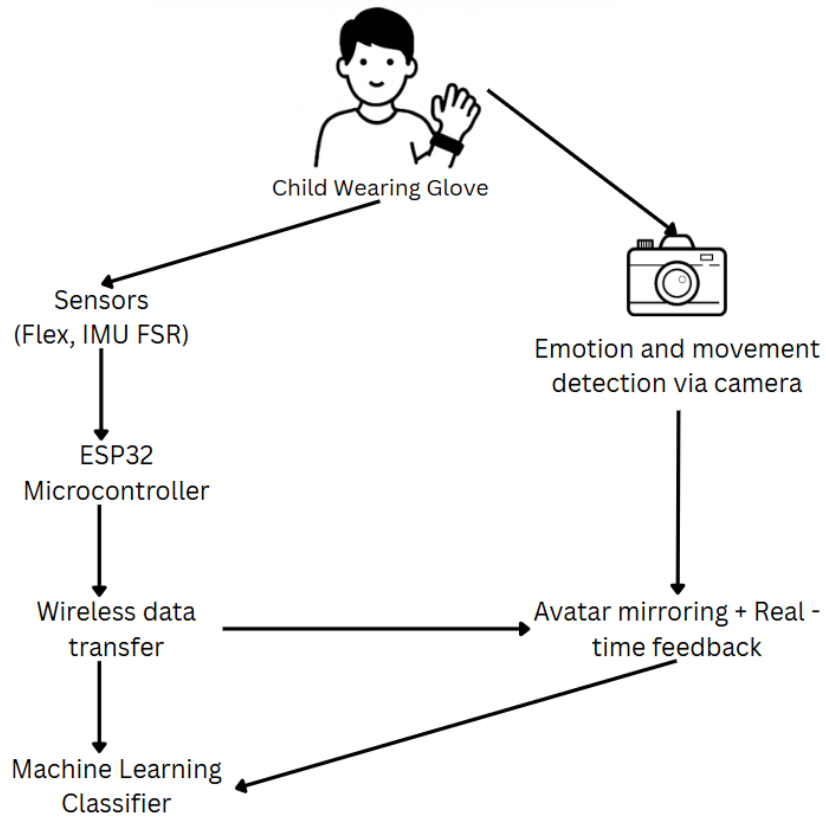 Child Wearing Glove
Sensors
(Flex, IMU FSR)
Emotion and movement
detection via camera
ESP32
Microcontroller
Wireless data
transfer
Avatar mirroring + Real -
time feedback
Machine Learning
Classifier